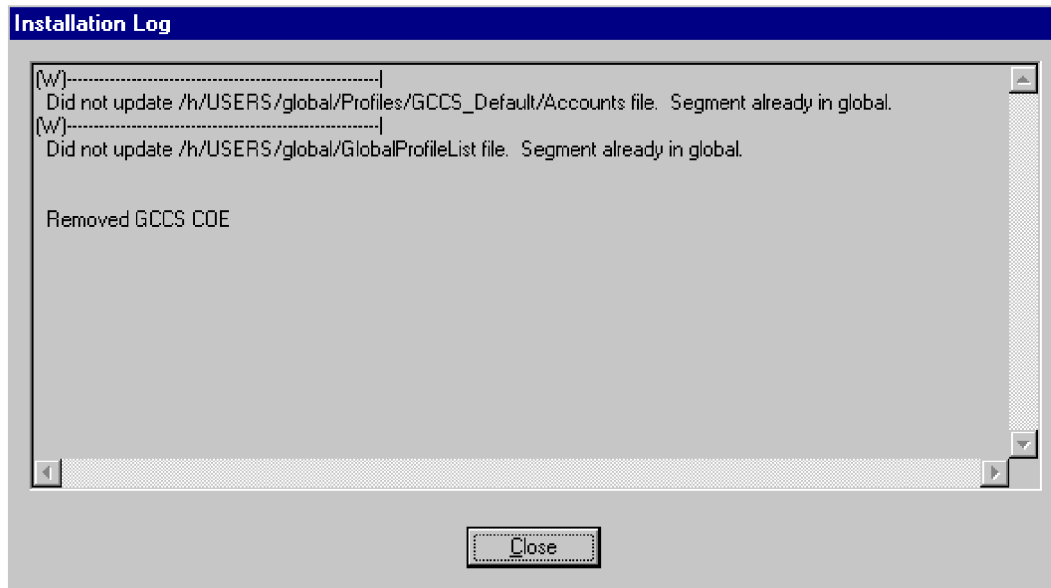 Installation Log
(W)------------------------------------------------|
Did not update /h/USERS/global/Profiles/GCCS_Default/Accounts file.  Segment already in global.
(W)------------------------------------------------|
Did not update /h/USERS/global/GlobalProfileList file.  Segment already in global.
Removed GCCS COE
Close